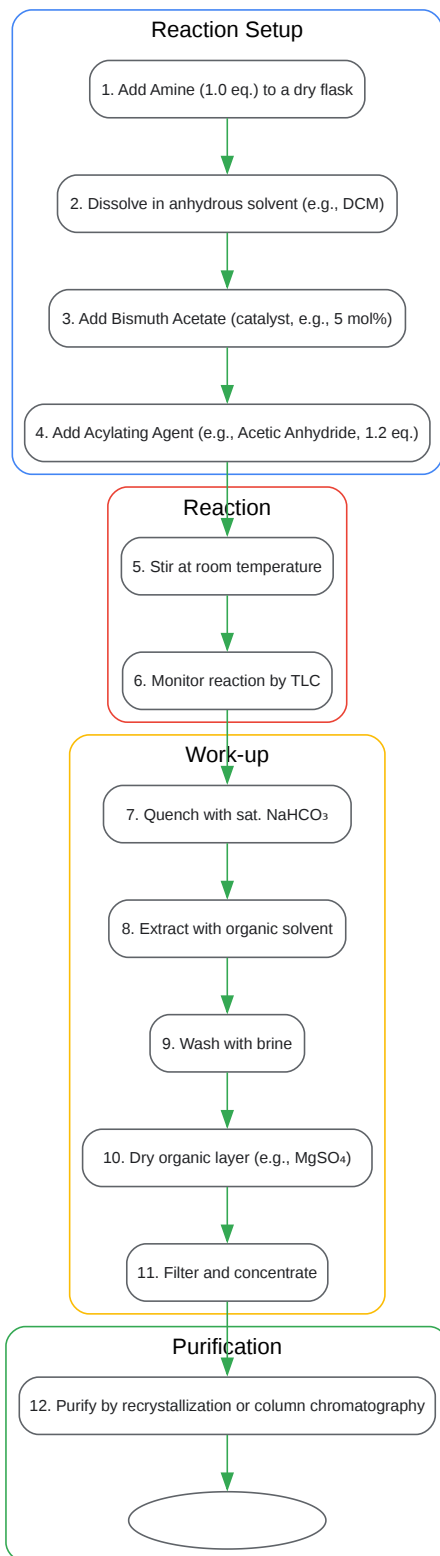 Reaction Setup
1. Add Amine (1.0 eq.) to a dry flask
2. Dissolve in anhydrous solvent (e.g., DCM)
3. Add Bismuth Acetate (catalyst, e.g., 5 mol%)
4. Add Acylating Agent (e.g., Acetic Anhydride, 1.2 eq.)
Reaction
5. Stir at room temperature
6. Monitor reaction by TLC
Work-up
7. Quench with sat. NaHCO₃
8. Extract with organic solvent
9. Wash with brine
10. Dry organic layer (e.g., MgSO₄)
11. Filter and concentrate
Purification
12. Purify by recrystallization or column chromatography